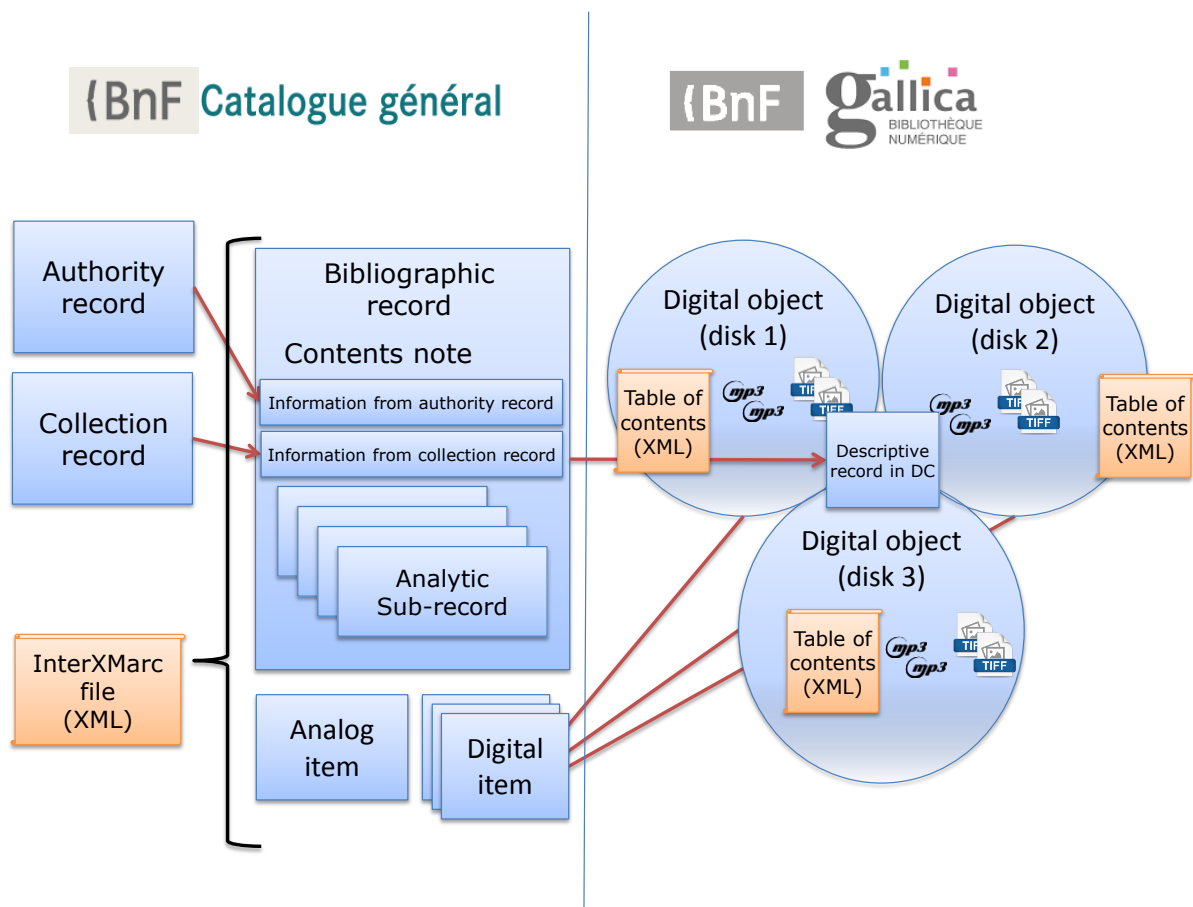 (BnF Catalogue général
(BnF
gallica
BIBLIOTHÈQUE
NUMÉRIQUE
Authority
record
Collection
record
InterXMarc
file
(XML)
Bibliographic
record
Contents note
Information from authority record
Information from collection record
Analytic
Sub-record
Analog
item
Digital
item
Digital object
(disk 1)
mp3
mp3
TIFF
TIFF
Table of
contents
(XML)
Descriptive
record in DC
Digital object
(disk 2)
mp3
mp3
TIFF
TIFF
Table of
contents
(XML)
Digital object
(disk 3)
Table of
contents
(XML)
mp3
mp3
TIFF
TIFF